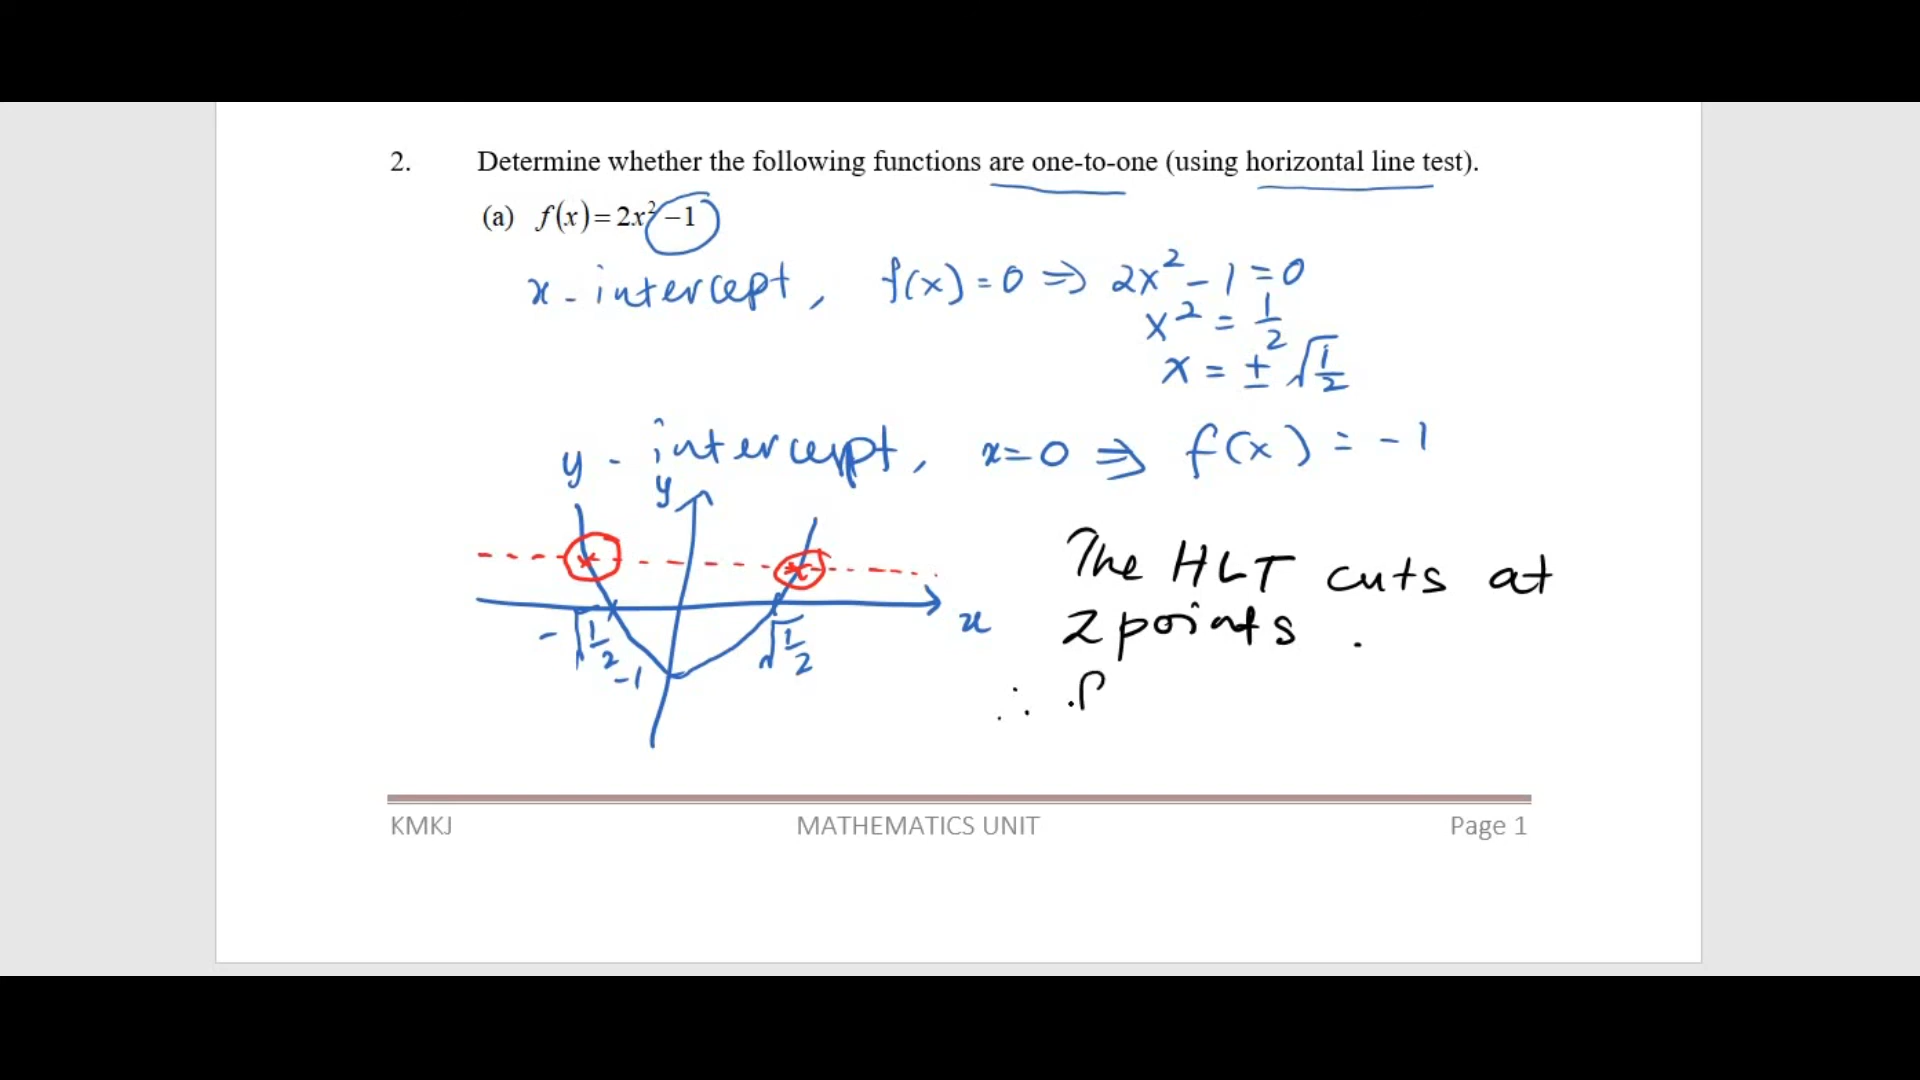 2. Determine whether the following functions are one-to-one (using horizontal line test).
(a) f(x)=2x²−1
x - intercept, f(x) = 0 ⇒ 2x² - 1 = 0
x² = 1/2
x = ± √1/2
y - intercept, x=0 ⇒ f(x) = -1
y
The HLT cuts at
x
2 points .
-√1/2
√1/2
-1
∴
KMKJ MATHEMATICS UNIT Page 1